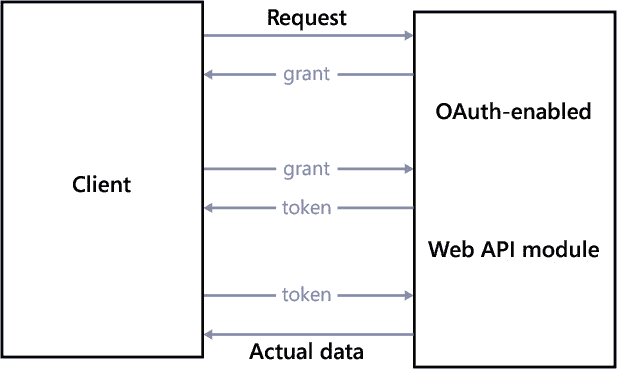 Request
grant
OAuth-enabled
grant
Client
token
Web API module
token
Actual data